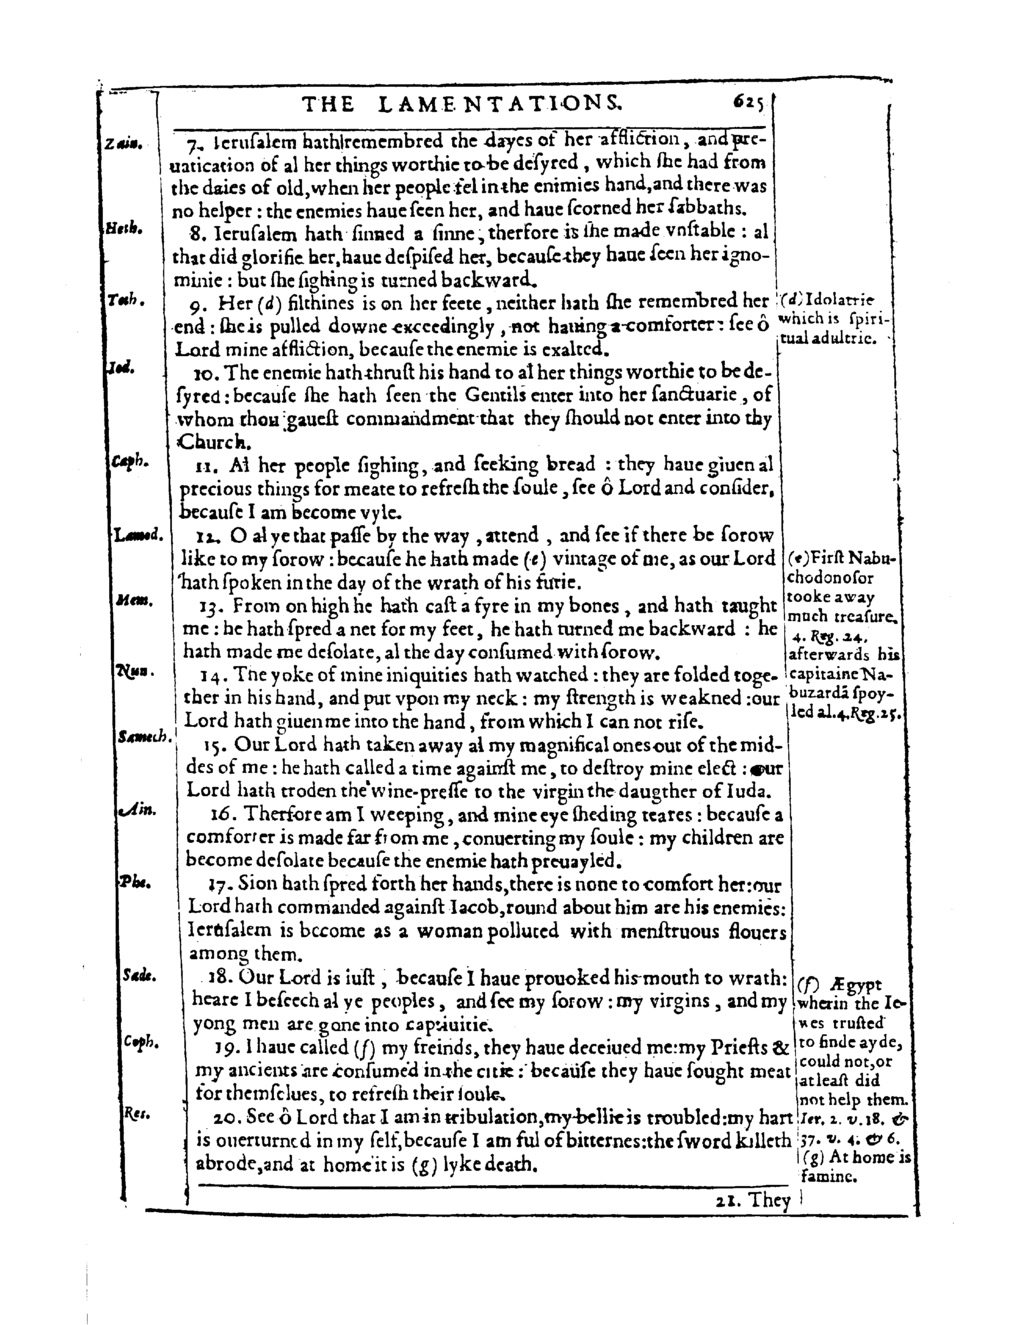 THE LAMENTATIONS. 625
Zain. 7. Ierusalem hath remembred the dayes of her affliction, and pre-
uarication of al her things worthie to be desyred, which she had from
the daies of old, when her people fel in the enimies hand, and there was
no helper: the enemies haue seen her, and haue scorned her sabbaths.
Heth. 8. Ierusalem hath sinned a sinne, therfore is she made vnstable: al
that did glorifie her, haue despised her, because they haue seen her igno-
minie: but she sighing is turned backward.
Teth. 9. Her (d) filthines is on her feete, neither hath she remembred her
end: she is pulled downe exceedingly, not hauing a comforter: see ô
Lord mine affliction, because the enemie is exalted.
(d) Idolatrie
which is spiri-
tual adultrie.
Iod. 10. The enemie hath thrust his hand to al her things worthie to be de-
syred: because she hath seen the Gentils enter into her sanctuarie, of
whom thou gauest commandment that they should not enter into thy
Church.
Caph. 11. Al her people sighing, and seeking bread: they haue giuen al
precious things for meate to refresh the soule, see ô Lord and consider,
because I am become vyle.
Lamed. 12. O al ye that passe by the way, attend, and see if there be sorow
like to my sorow: because he hath made (e) vintage of me, as our Lord
hath spoken in the day of the wrath of his furie.
Mem. 13. From on high he hath cast a fyre in my bones, and hath taught
me: he hath spred a net for my feet, he hath turned me backward: he
hath made me desolate, al the day consumed with sorow.
Nun. 14. The yoke of mine iniquities hath watched: they are folded toge-
ther in his hand, and put vpon my neck: my strength is weakned: our
Lord hath giuen me into the hand, from which I can not rise.
(e) First Nabu-
chodonosor
tooke away
much treasure.
4. Reg. 24.
afterwards his
capitaine Na-
buzardã spoy-
led al. 4. Reg. 25.
Samech. 15. Our Lord hath taken away al my magnifical ones out of the mid-
des of me: he hath called a time against me, to destroy mine elect: our
Lord hath troden the wine-presse to the virgin the daugther of Iuda.
Ain. 16. Therfore am I weeping, and mine eye sheding teares: because a
comforter is made far from me, conuerting my soule: my children are
become desolate because the enemie hath preuayled.
Phe. 17. Sion hath spred forth her hands, there is none to comfort her: our
Lord hath commanded against Iacob, round about him are his enemies:
Ierusalem is become as a woman polluted with menstruous floures
among them.
Sade. 18. Our Lord is iust, because I haue prouoked his mouth to wrath:
heare I beseech al ye peoples, and see my sorow: my virgins, and my
yong men are gone into captiuitie.
Coph. 19. I haue called (f) my freinds, they haue deceiued me: my Priests &
my ancients are consumed in the citie: because they haue sought meat
for themselues, to refresh their soule.
Res. 20. See ô Lord that I am in tribulation, my bellie is troubled: my hart
is ouerturned in my self, because I am ful of bitternes: the sword killeth
abrode, and at home it is (g) lyke death.
(f) Ægypt
wherin the Ie-
wes trusted
to finde ayde,
could not, or
at least did
not help them.
Ier. 2. v. 18. &
37. v. 4. & 6.
(g) At home is
famine.
21. They